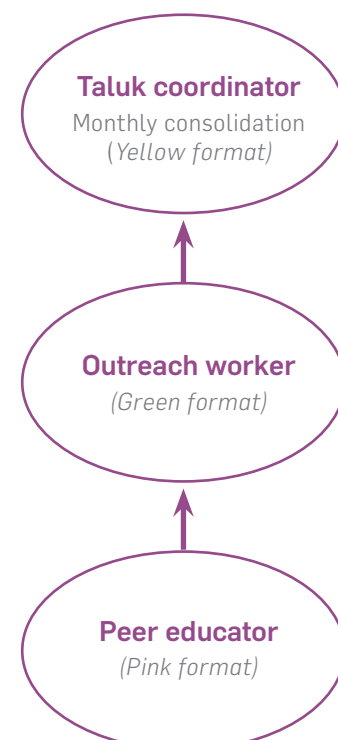 Taluk coordinator
Monthly consolidation
(Yellow format)
Outreach worker
(Green format)
Peer educator
(Pink format)